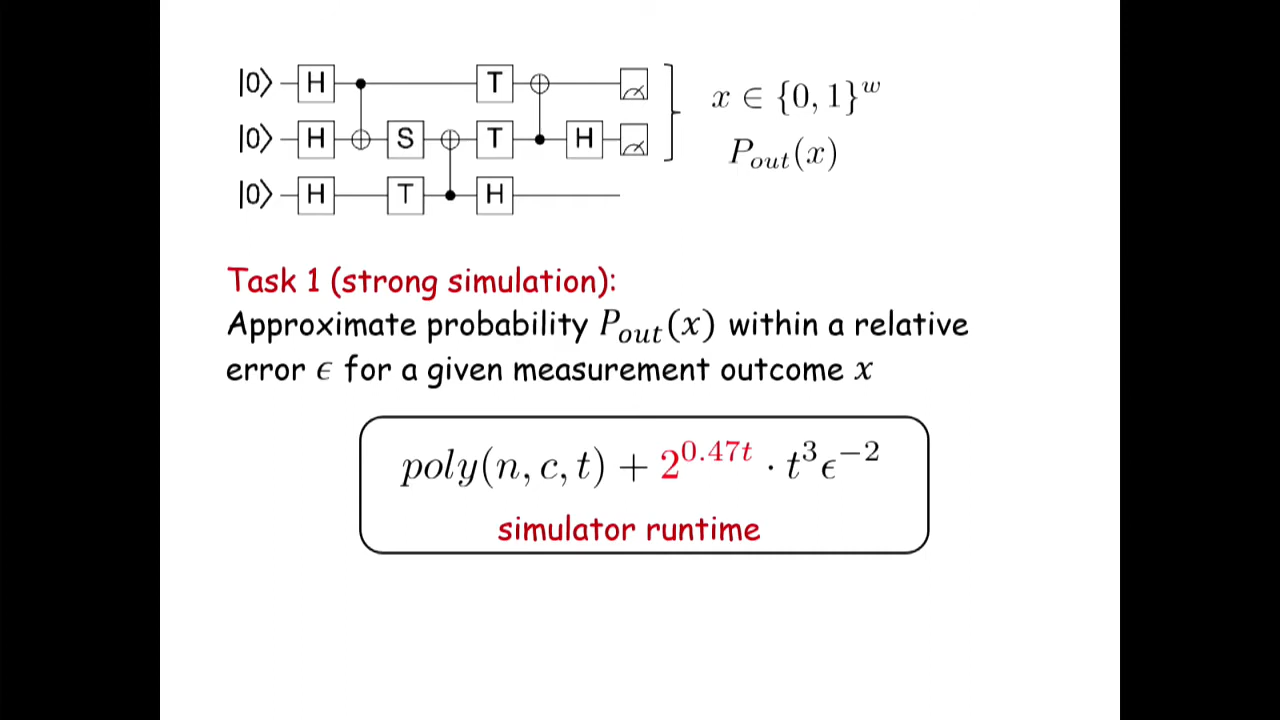 |0⟩ H T x ∈ {0, 1}^w
|0⟩ H S T H P_out(x)
|0⟩ H T H
Task 1 (strong simulation):
Approximate probability P_out(x) within a relative
error ϵ for a given measurement outcome x
poly(n, c, t) + 2^{0.47t} · t^3 ϵ^{−2}
simulator runtime